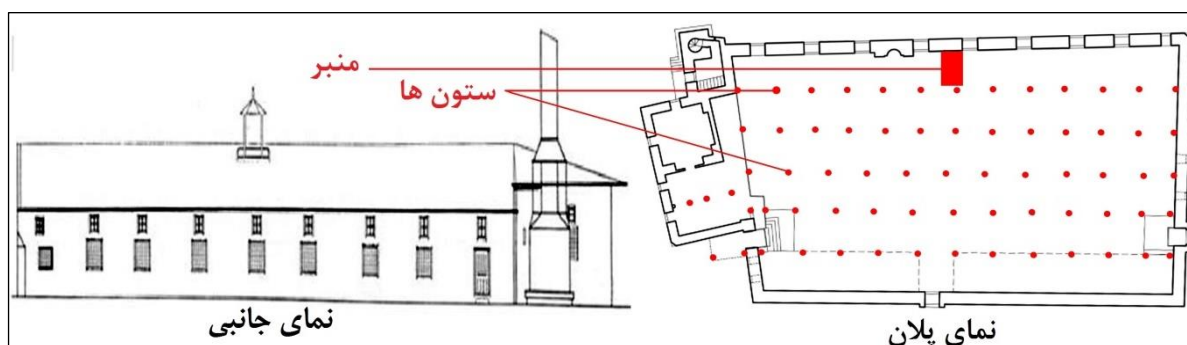 منبر
ستون ها
نمای پلان
نمای جانبی